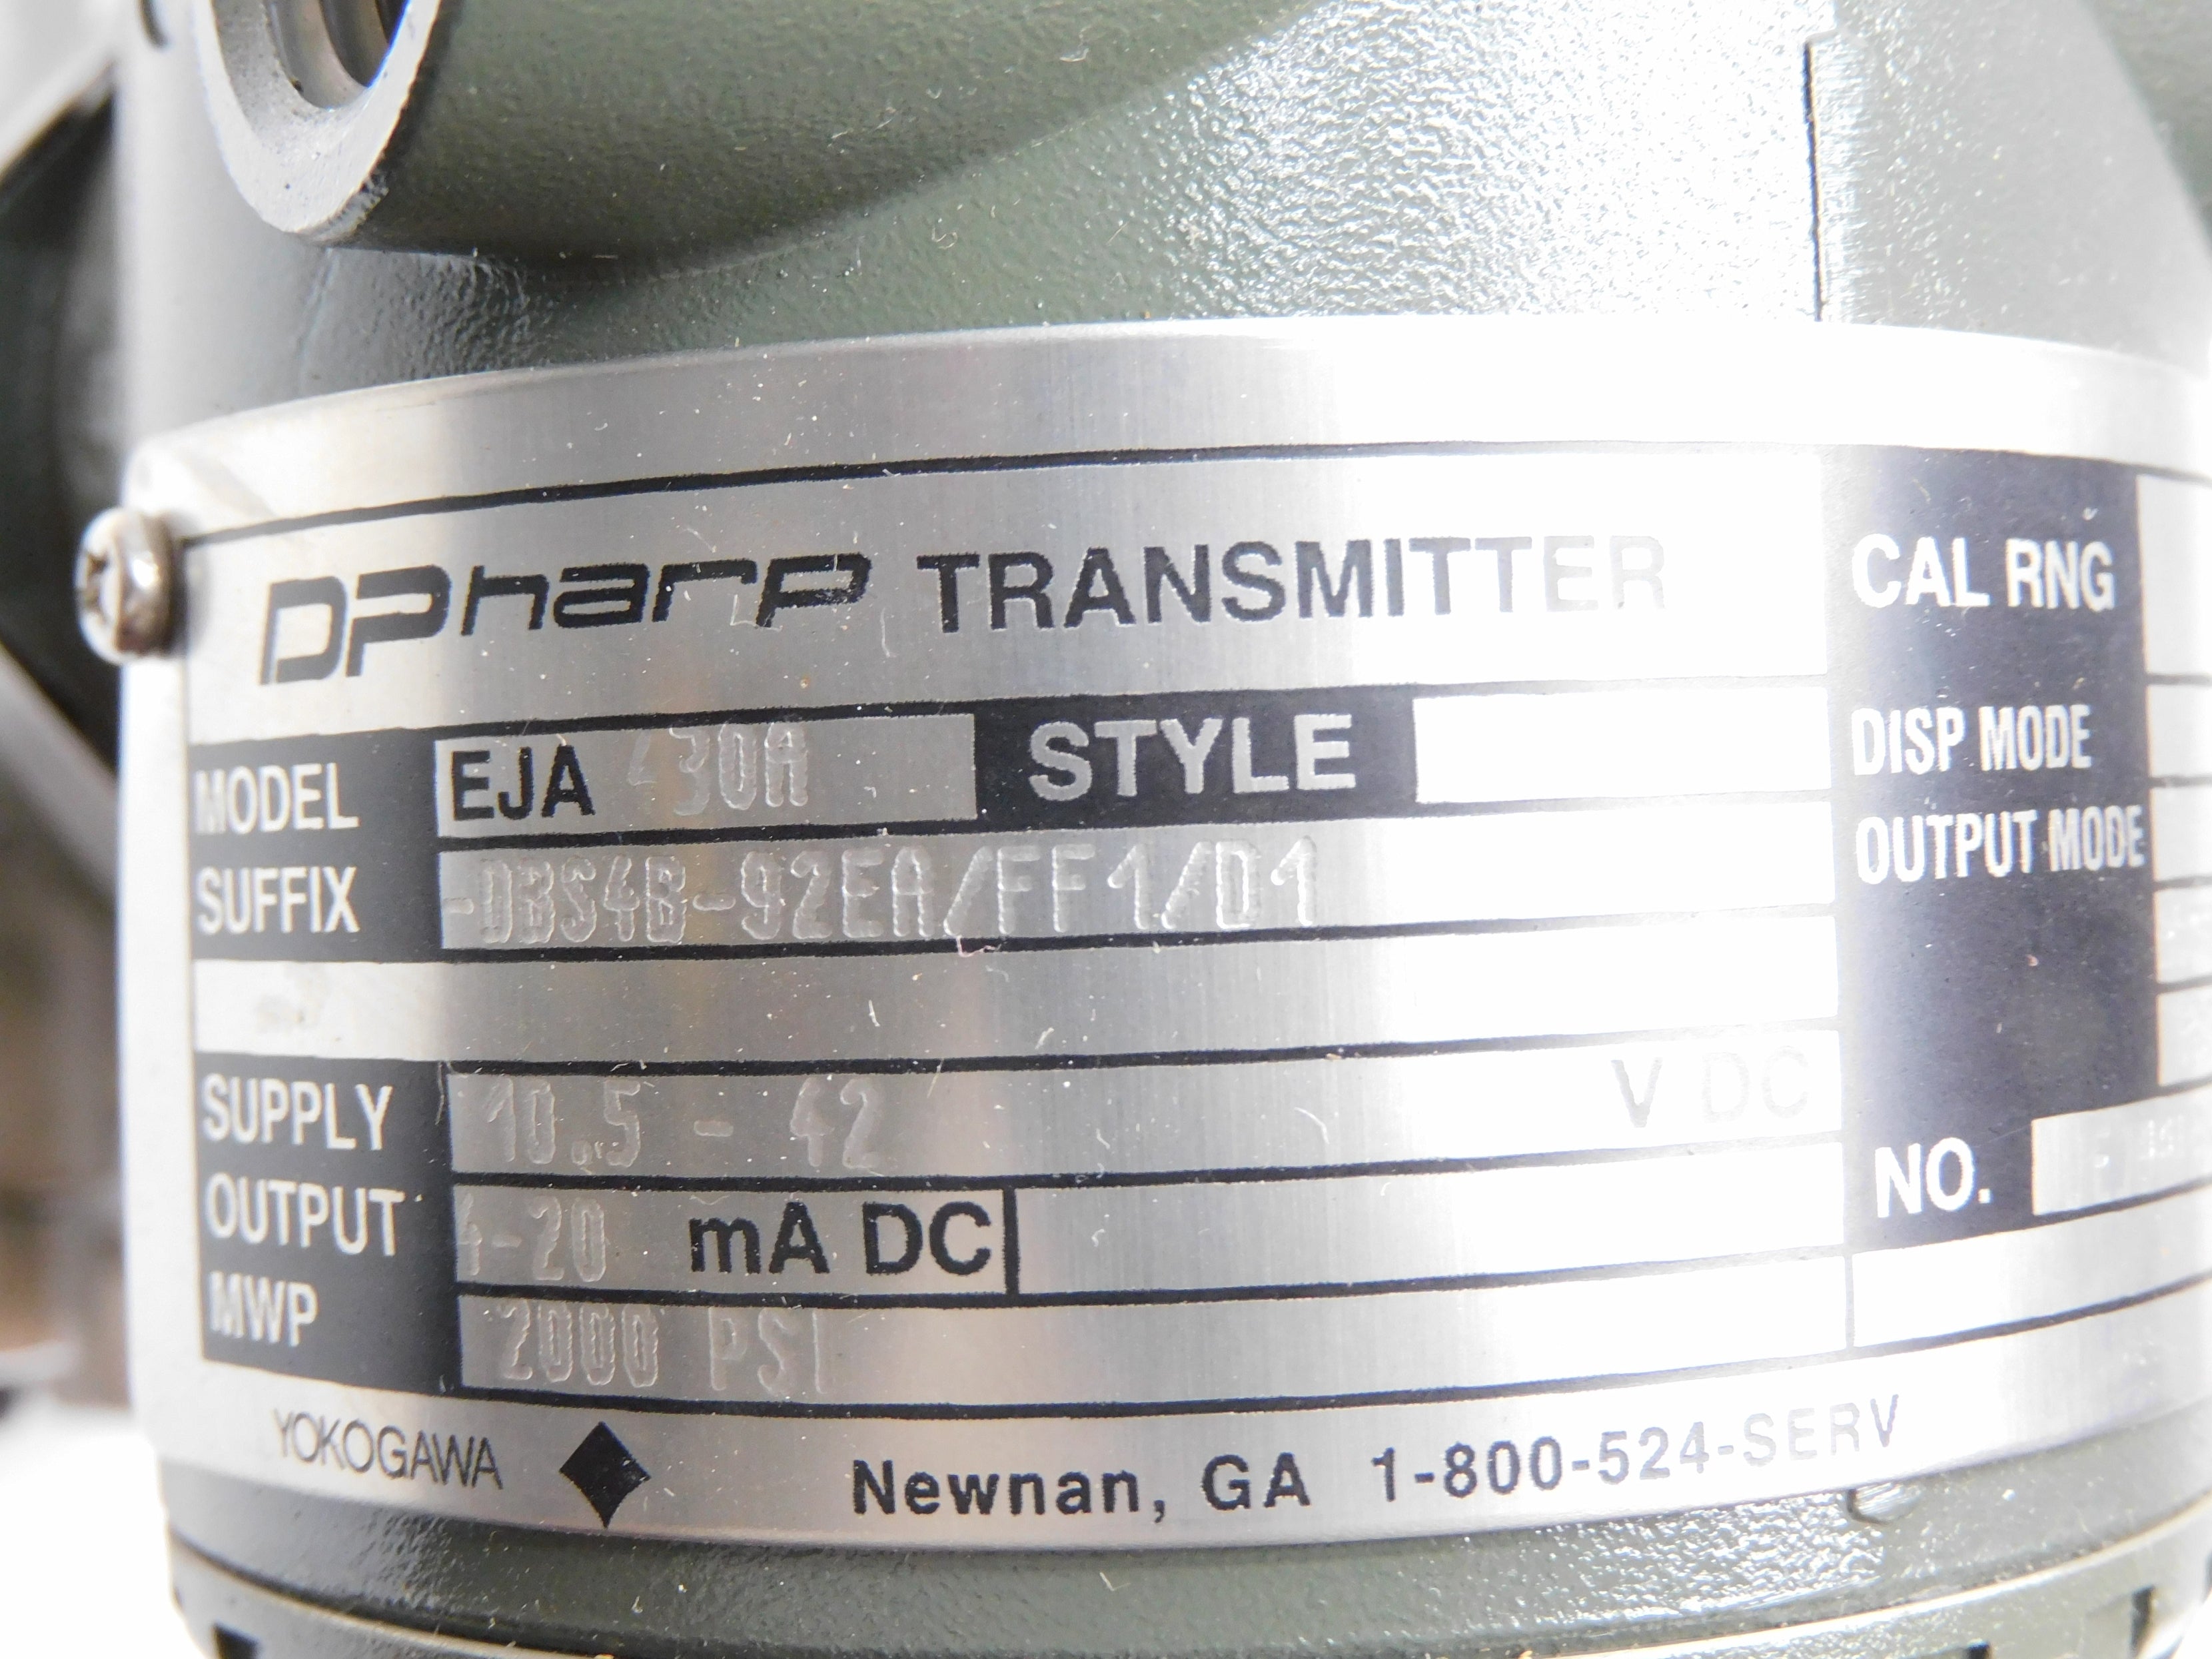 DPharp TRANSMITTER
MODEL EJA 430A STYLE
SUFFIX -DBS4B-92EA/FF1/D1
SUPPLY 10.5 - 42 V DC
OUTPUT 4-20 mA DC
MWP 2000 PSI
CAL RNG
DISP MODE
OUTPUT MODE
NO.
YOKOGAWA Newnan, GA 1-800-524-SERV